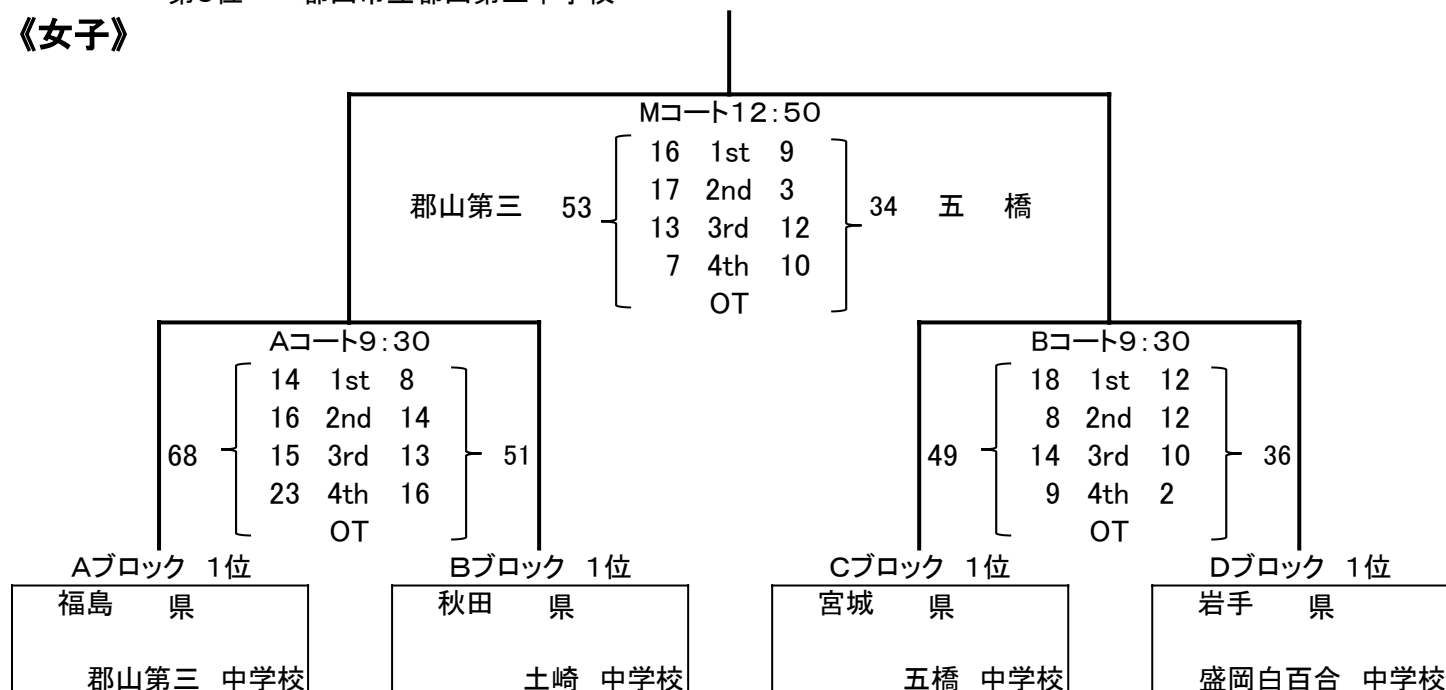 《女子》
Mコート12:50
16 1st 9
17 2nd 3
郡山第三 53 34 五 橋
13 3rd 12
7 4th 10
OT
Aコート9:30 Bコート9:30
14 1st 8 18 1st 12
16 2nd 14 8 2nd 12
68 15 3rd 13 51 49 14 3rd 10 36
23 4th 16 9 4th 2
OT OT
Aブロック 1位 Bブロック 1位 Cブロック 1位 Dブロック 1位
福島 県 秋田 県 宮城 県 岩手 県
郡山第三 中学校 土崎 中学校 五橋 中学校 盛岡白百合 中学校